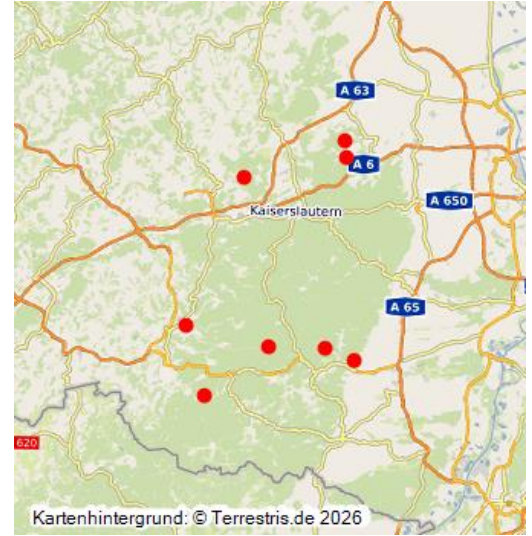 A 63
A 6
A 650
Kaiserslautern
A 65
620
Kartenhintergrund: © Terrestris.de 2026